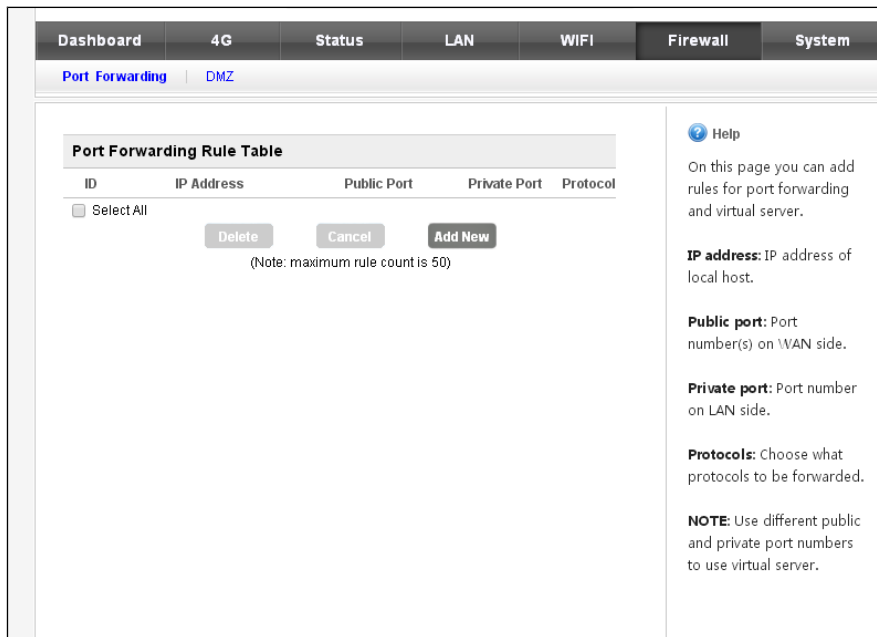 Dashboard 4G Status LAN WIFI Firewall System
Port Forwarding DMZ
Port Forwarding Rule Table
ID IP Address Public Port Private Port Protocol
Select All
Delete Cancel Add New
(Note: maximum rule count is 50)
Help
On this page you can add
rules for port forwarding
and virtual server.
IP address: IP address of
local host.
Public port: Port
number(s) on WAN side.
Private port: Port number
on LAN side.
Protocols: Choose what
protocols to be forwarded.
NOTE: Use different public
and private port numbers
to use virtual server.